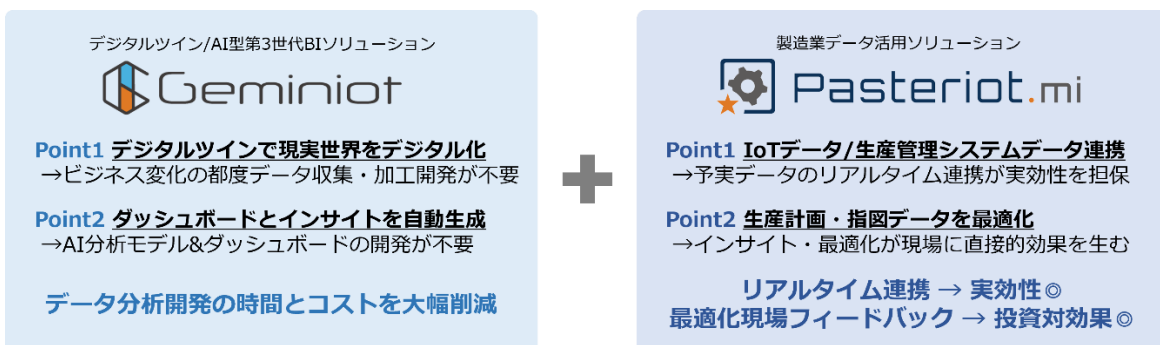 デジタルツイン/AI型第3世代BIソリューション
Geminiot
Point1 デジタルツインで現実世界をデジタル化
→ビジネス変化の都度データ収集・加工開発が不要
Point2 ダッシュボードとインサイトを自動生成
→AI分析モデル&ダッシュボードの開発が不要
データ分析開発の時間とコストを大幅削減
+
製造業データ活用ソリューション
Pasteriot.mi
Point1 IoTデータ/生産管理システムデータ連携
→予実データのリアルタイム連携が実効性を担保
Point2 生産計画・指図データを最適化
→インサイト・最適化が現場に直接的効果を生む
リアルタイム連携 → 実効性◎
最適化現場フィードバック → 投資対効果◎